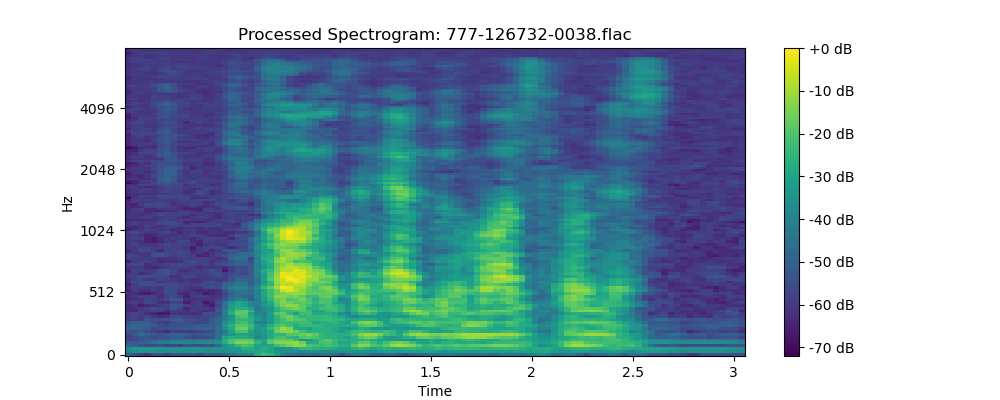 Processed Spectrogram: 777-126732-0038.flac
Hz
4096
2048
1024
512
0
0
0.5
1
1.5
2
2.5
3
Time
+0 dB
-10 dB
-20 dB
-30 dB
-40 dB
-50 dB
-60 dB
-70 dB